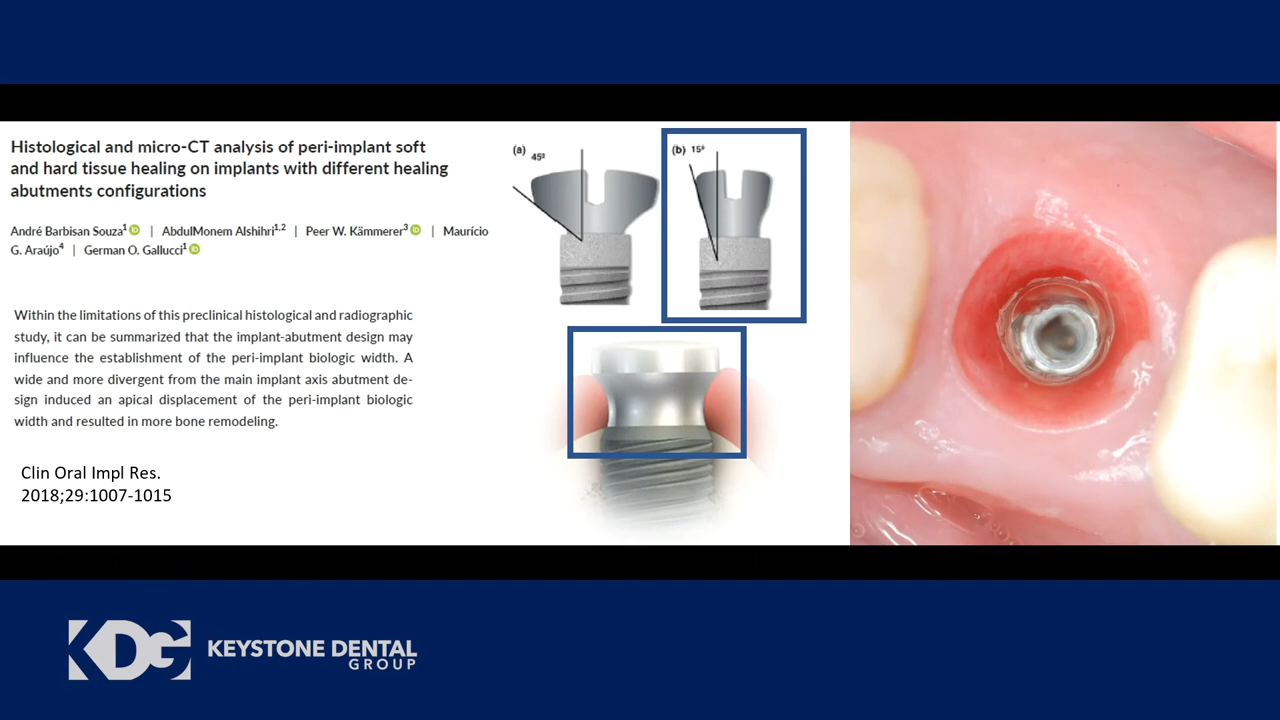 Histological and micro-CT analysis of peri-implant soft
and hard tissue healing on implants with different healing
abutments configurations
André Barbisan Souza1 | AbdulMonem Alshihri1,2 | Peer W. Kämmerer3 | Maurício
G. Araújo4 | German O. Gallucci1
Within the limitations of this preclinical histological and radiographic
study, it can be summarized that the implant-abutment design may
influence the establishment of the peri-implant biologic width. A
wide and more divergent from the main implant axis abutment de-
sign induced an apical displacement of the peri-implant biologic
width and resulted in more bone remodeling.
Clin Oral Impl Res.
2018;29:1007-1015
(a) 45º
(b) 15º
KDG KEYSTONE DENTAL
GROUP